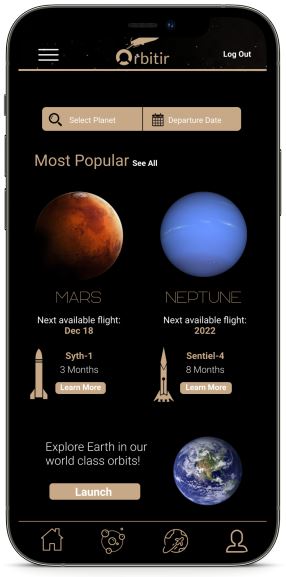 Orbitir
Log Out
Select Planet
Departure Date
Most Popular See All
MARS
NEPTUNE
Next available flight:
Dec 18
Next available flight:
2022
Syth-1
3 Months
Learn More
Sentiel-4
8 Months
Learn More
Explore Earth in our
world class orbits!
Launch